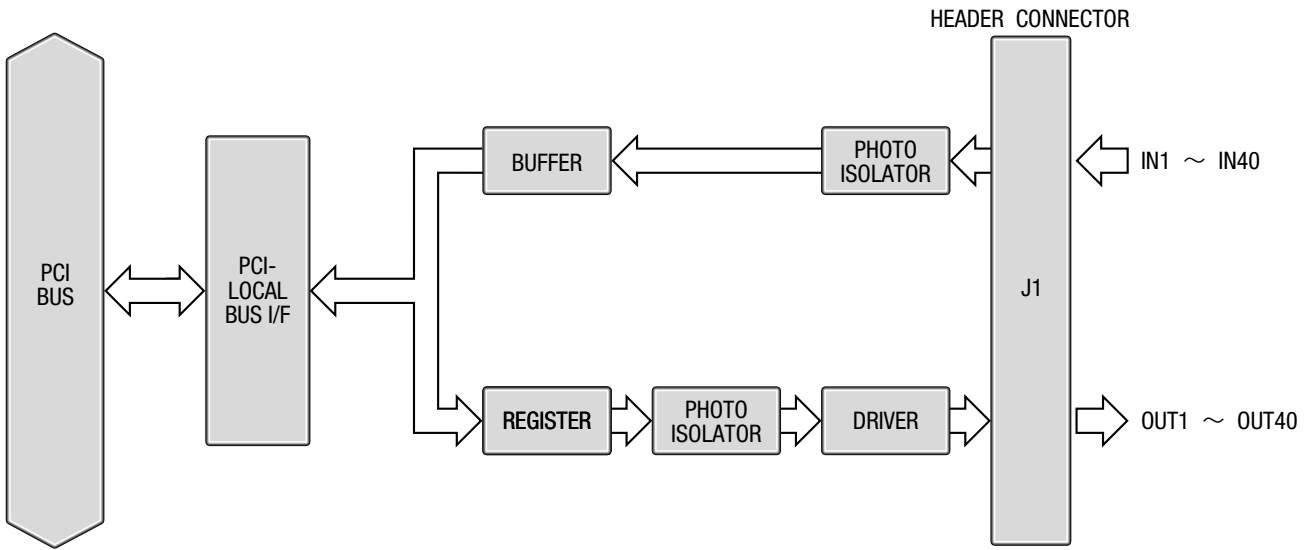 HEADER CONNECTOR
BUFFER
PHOTO
ISOLATOR
IN1 ～ IN40
PCI
BUS
PCI-
LOCAL
BUS I/F
J1
REGISTER
PHOTO
ISOLATOR
DRIVER
OUT1 ～ OUT40